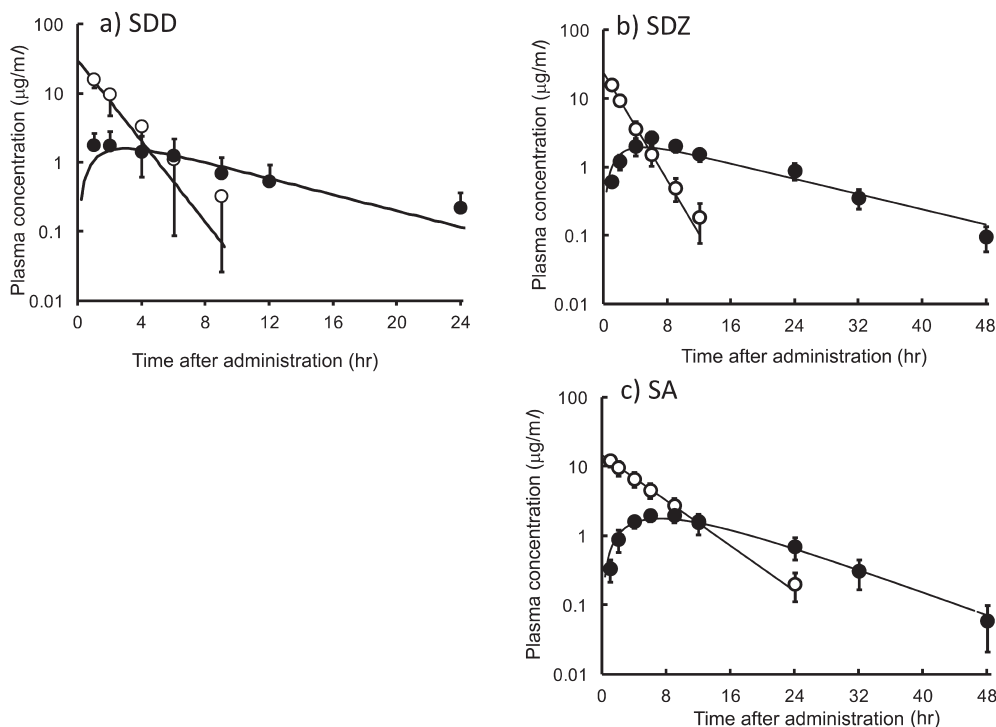 a) SDD
Plasma concentration (μg/ml)
100
10
1
0.1
0.01
0 4 8 12 16 20 24
Time after administration (hr)
b) SDZ
Plasma concentration (μg/ml)
100
10
1
0.1
0.01
0 8 16 24 32 40 48
Time after administration (hr)
c) SA
Plasma concentration (μg/ml)
100
10
1
0.1
0.01
0 8 16 24 32 40 48
Time after administration (hr)